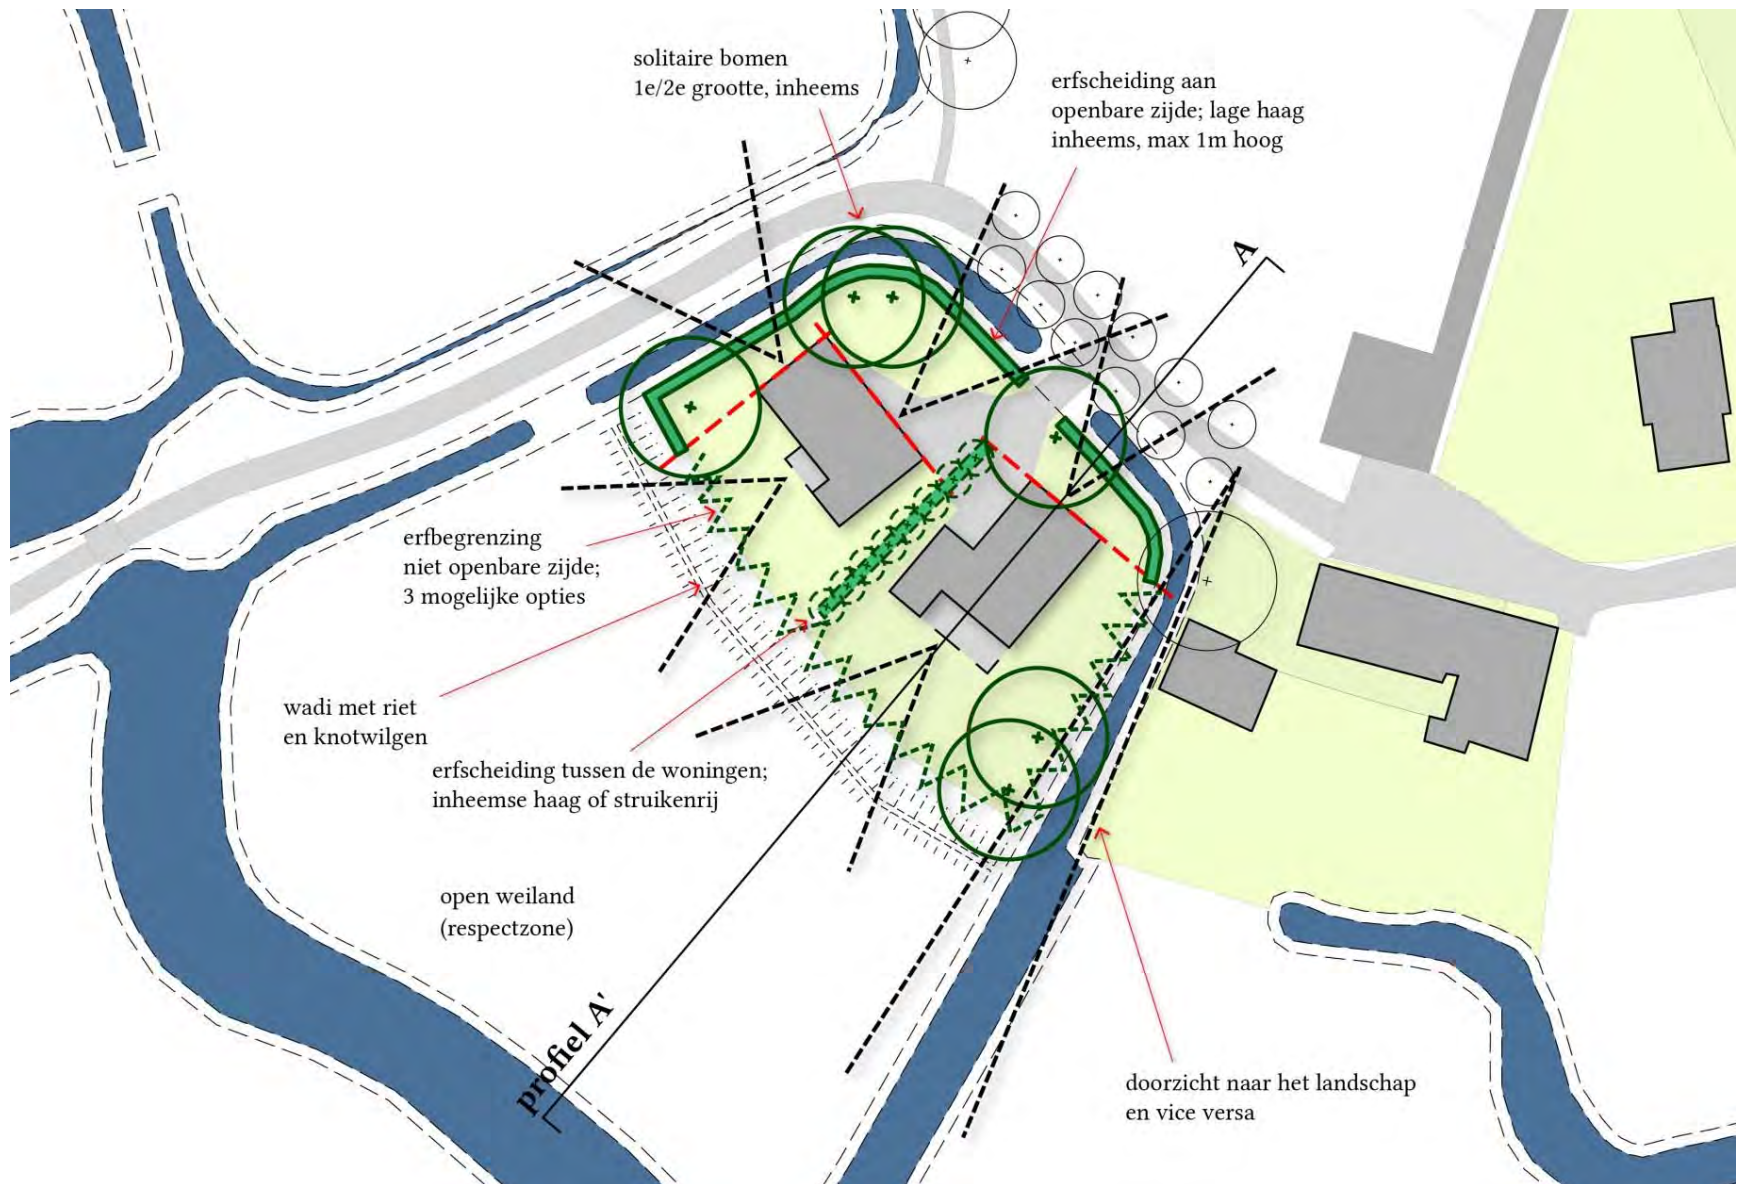 solitaire bomen
1e/2e grootte, inheems
erfscheiding aan
openbare zijde; lage haag
inheems, max 1m hoog
A
erfbegrenzing
niet openbare zijde;
3 mogelijke opties
wadi met riet
en knotwilgen
erfscheiding tussen de woningen;
inheemse haag of struikenrij
open weiland
(respectzone)
profiel A'
doorzicht naar het landschap
en vice versa